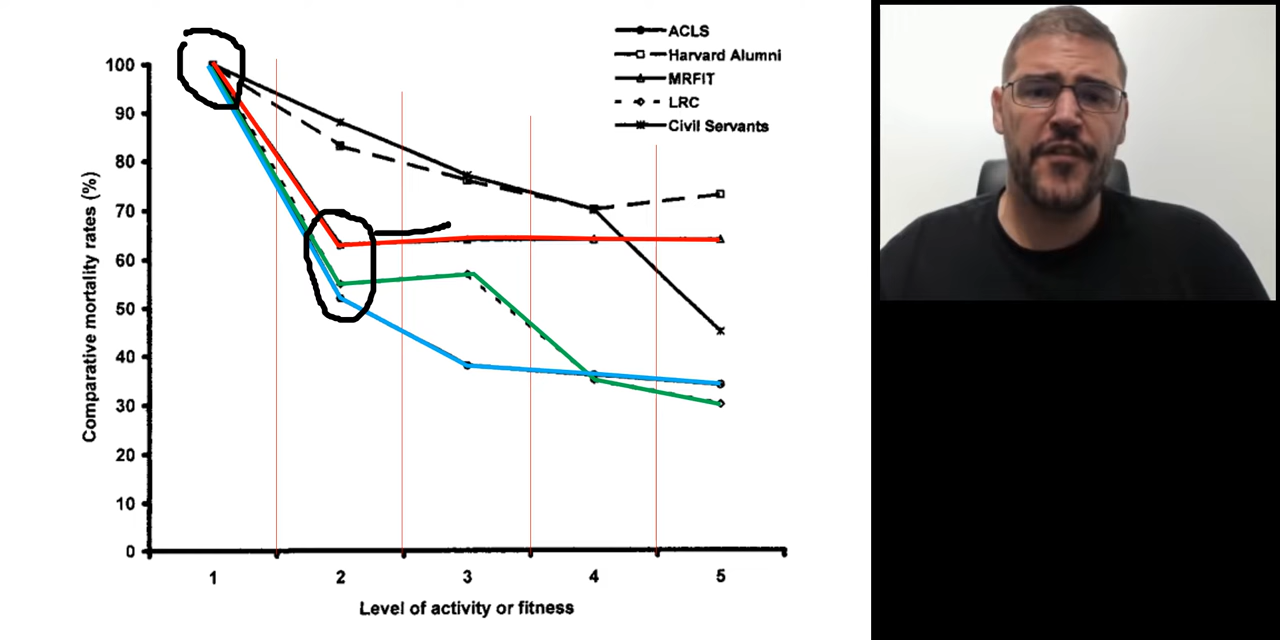 ACLS
Harvard Alumni
MRFIT
LRC
Civil Servants
Comparative mortality rates (%)
100
90
80
70
60
50
40
30
20
10
0
1 2 3 4 5
Level of activity or fitness